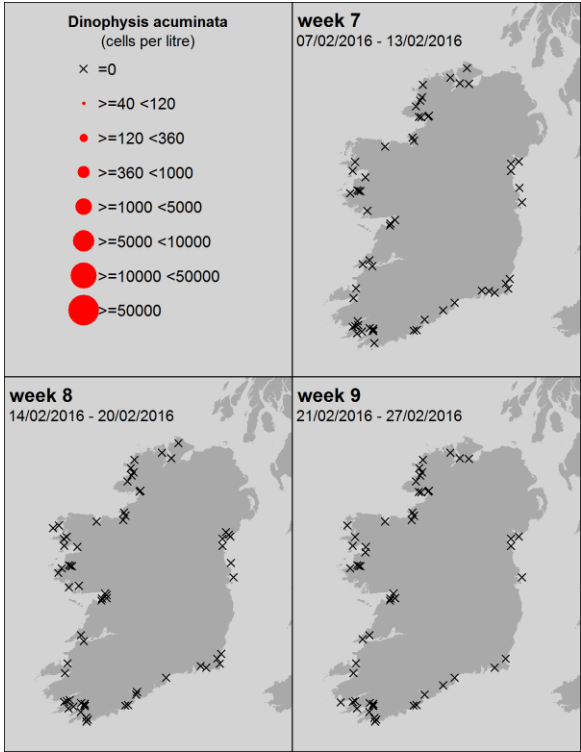 Dinophysis acuminata
(cells per litre)
=0
>=40 <120
>=120 <360
>=360 <1000
>=1000 <5000
>=5000 <10000
>=10000 <50000
>=50000
week 7
07/02/2016 - 13/02/2016
week 8
14/02/2016 - 20/02/2016
week 9
21/02/2016 - 27/02/2016